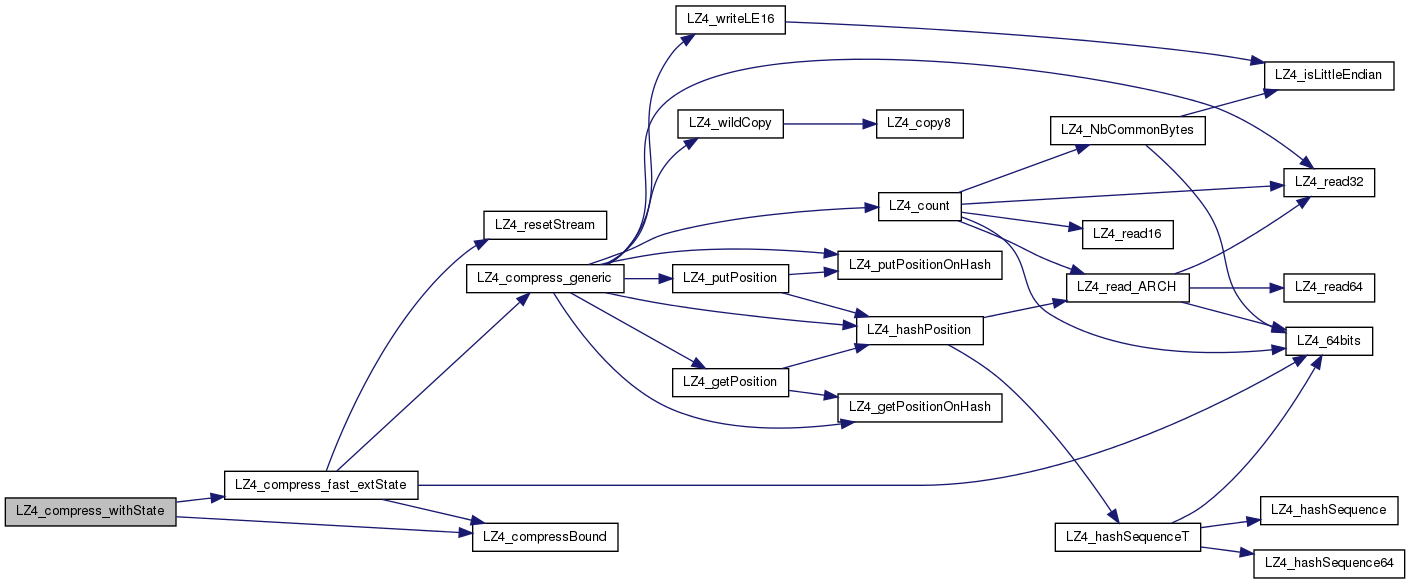 LZ4_writeLE16
LZ4_isLittleEndian
LZ4_wildCopy
LZ4_copy8
LZ4_NbCommonBytes
LZ4_read32
LZ4_count
LZ4_resetStream
LZ4_read16
LZ4_putPositionOnHash
LZ4_compress_generic
LZ4_putPosition
LZ4_read_ARCH
LZ4_read64
LZ4_hashPosition
LZ4_64bits
LZ4_getPosition
LZ4_getPositionOnHash
LZ4_compress_fast_extState
LZ4_compress_withState
LZ4_hashSequence
LZ4_compressBound
LZ4_hashSequenceT
LZ4_hashSequence64